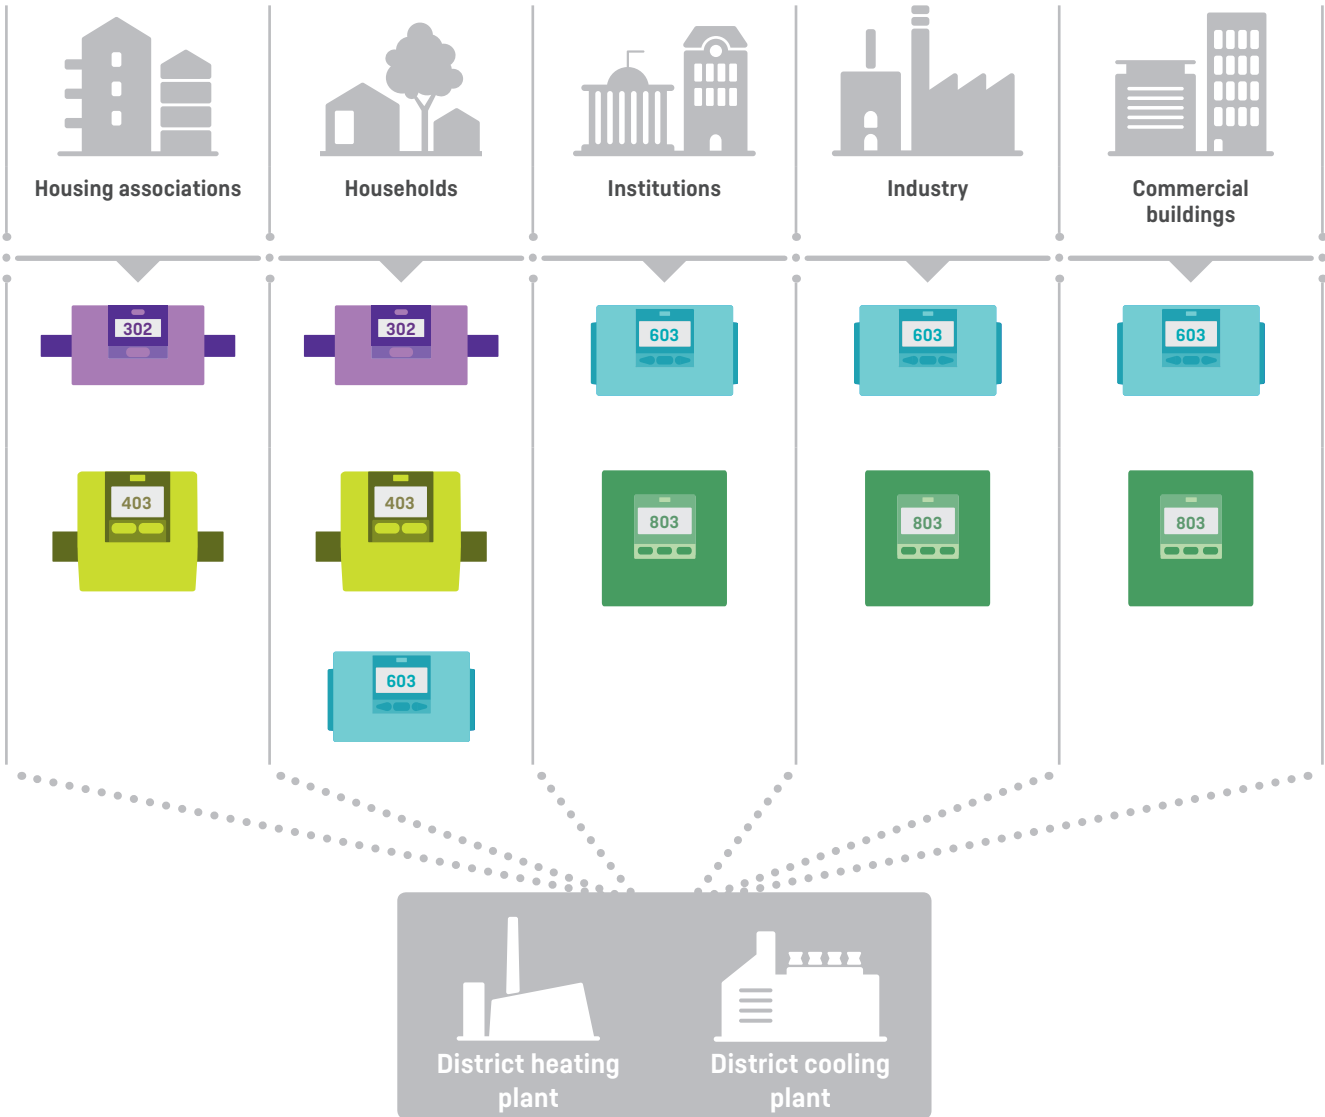 Housing associations
Households
Institutions
Industry
Commercial
buildings
302
302
603
603
603
403
403
803
803
803
603
District heating
plant
District cooling
plant